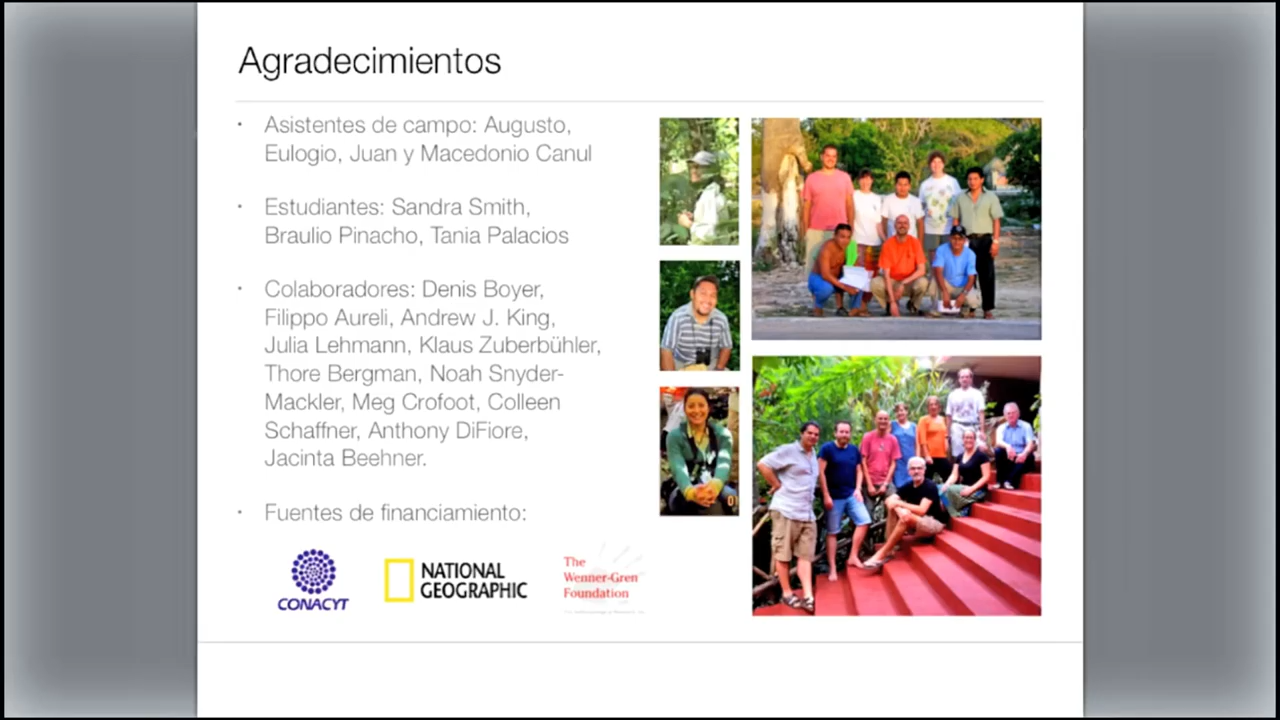 Agradecimientos
• Asistentes de campo: Augusto,
Eulogio, Juan y Macedonio Canul
• Estudiantes: Sandra Smith,
Braulio Pinacho, Tania Palacios
• Colaboradores: Denis Boyer,
Filippo Aureli, Andrew J. King,
Julia Lehmann, Klaus Zuberbühler,
Thore Bergman, Noah Snyder-
Mackler, Meg Crofoot, Colleen
Schaffner, Anthony DiFiore,
Jacinta Beehner.
• Fuentes de financiamiento:
CONACYT
NATIONAL
GEOGRAPHIC
The
Wenner-Gren
Foundation